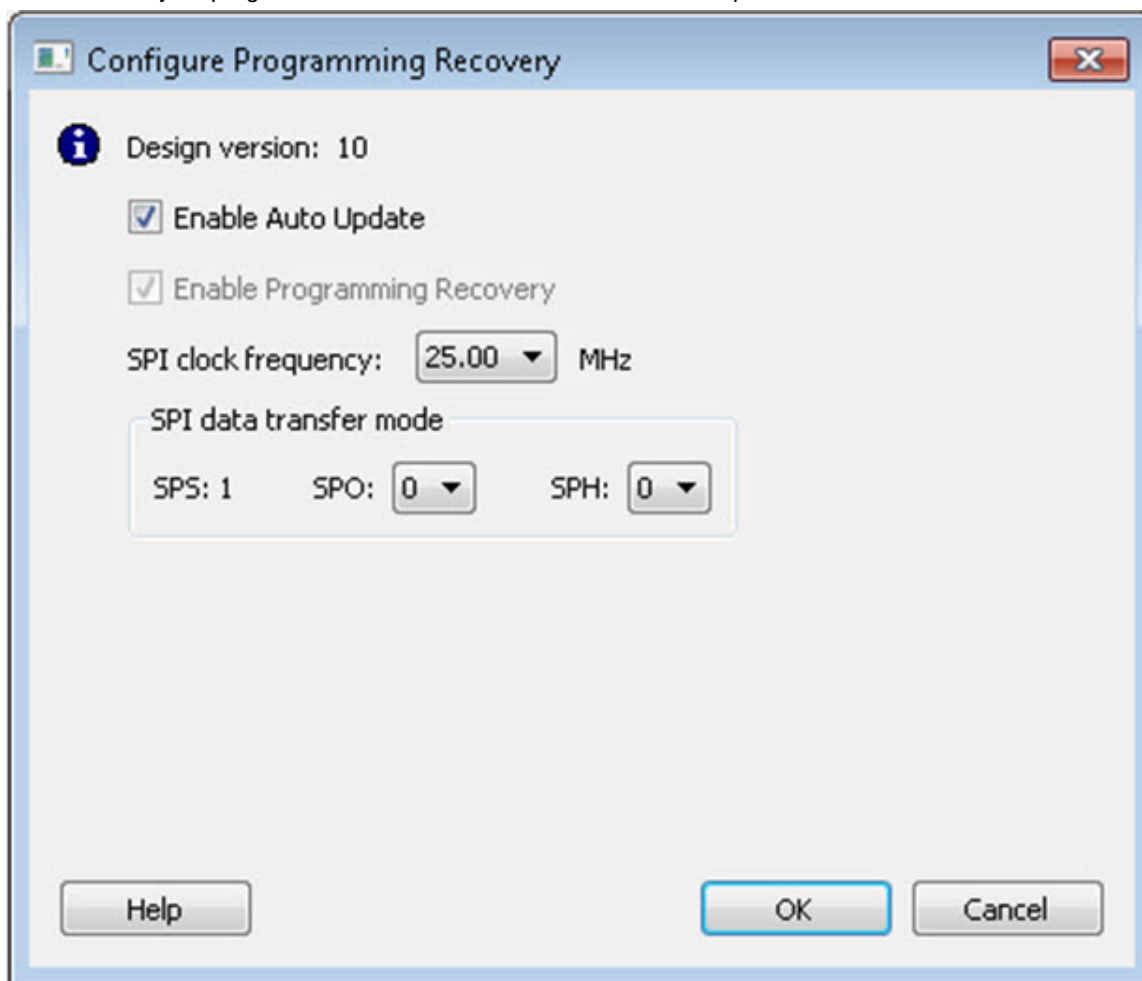 Configure Programming Recovery
Design version: 10
Enable Auto Update
Enable Programming Recovery
SPI clock frequency: 25.00 MHz
SPI data transfer mode
SPS: 1 SPO: 0 SPH: 0
Help OK Cancel